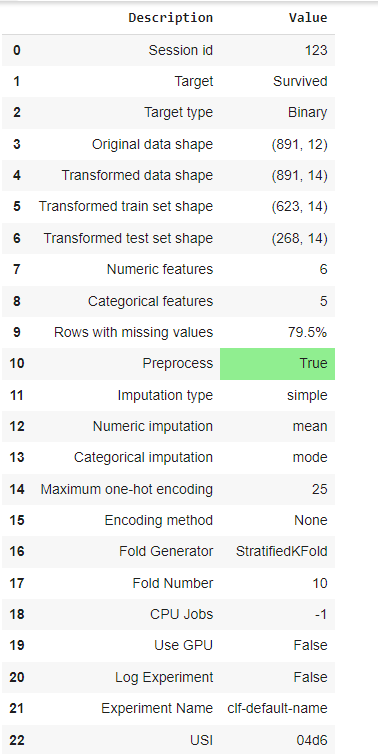 Description Value
0 Session id 123
1 Target Survived
2 Target type Binary
3 Original data shape (891, 12)
4 Transformed data shape (891, 14)
5 Transformed train set shape (623, 14)
6 Transformed test set shape (268, 14)
7 Numeric features 6
8 Categorical features 5
9 Rows with missing values 79.5%
10 Preprocess True
11 Imputation type simple
12 Numeric imputation mean
13 Categorical imputation mode
14 Maximum one-hot encoding 25
15 Encoding method None
16 Fold Generator StratifiedKFold
17 Fold Number 10
18 CPU Jobs -1
19 Use GPU False
20 Log Experiment False
21 Experiment Name clf-default-name
22 USI 04d6